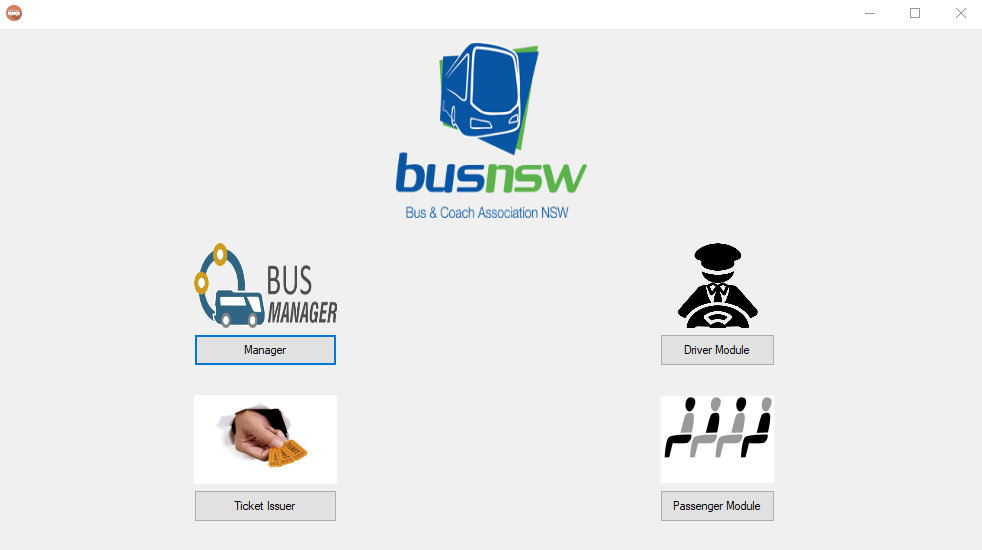 busnsw
Bus & Coach Association NSW
BUS
MANAGER
Manager
Driver Module
TICKET
Ticket Issuer
Passenger Module